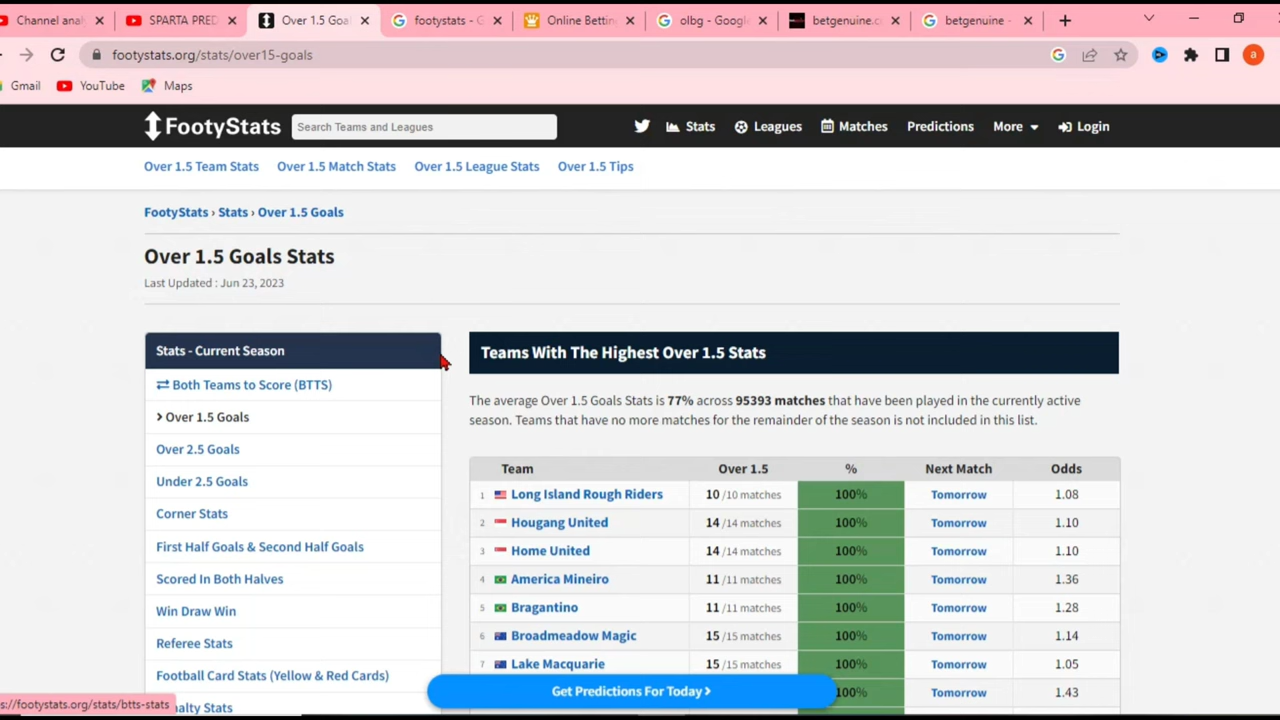 Channel ana
SPARTA PRED
Over 1.5 Goa
footystats - G
Online Bettin
olbg - Google
betgenuine.c
betgenuine -
footystats.org/stats/over15-goals
a
Gmail
YouTube
Maps
FootyStats
Search Teams and Leagues
Stats
Leagues
Matches
Predictions
More
Login
Over 1.5 Team Stats
Over 1.5 Match Stats
Over 1.5 League Stats
Over 1.5 Tips
FootyStats › Stats › Over 1.5 Goals
Over 1.5 Goals Stats
Last Updated : Jun 23, 2023
Stats - Current Season
Both Teams to Score (BTTS)
Over 1.5 Goals
Over 2.5 Goals
Under 2.5 Goals
Corner Stats
First Half Goals & Second Half Goals
Scored In Both Halves
Win Draw Win
Referee Stats
Football Card Stats (Yellow & Red Cards)
nalty Stats
s://footystats.org/stats/btts-stats
Teams With The Highest Over 1.5 Stats
The average Over 1.5 Goals Stats is 77% across 95393 matches that have been played in the currently active
season. Teams that have no more matches for the remainder of the season is not included in this list.
Team Over 1.5 % Next Match Odds
1 Long Island Rough Riders 10 /10 matches 100% Tomorrow 1.08
2 Hougang United 14 /14 matches 100% Tomorrow 1.10
3 Home United 14 /14 matches 100% Tomorrow 1.10
4 America Mineiro 11 /11 matches 100% Tomorrow 1.36
5 Bragantino 11 /11 matches 100% Tomorrow 1.28
6 Broadmeadow Magic 15 /15 matches 100% Tomorrow 1.14
7 Lake Macquarie 15 /15 matches 100% Tomorrow 1.05
100% Tomorrow 1.43
Get Predictions For Today